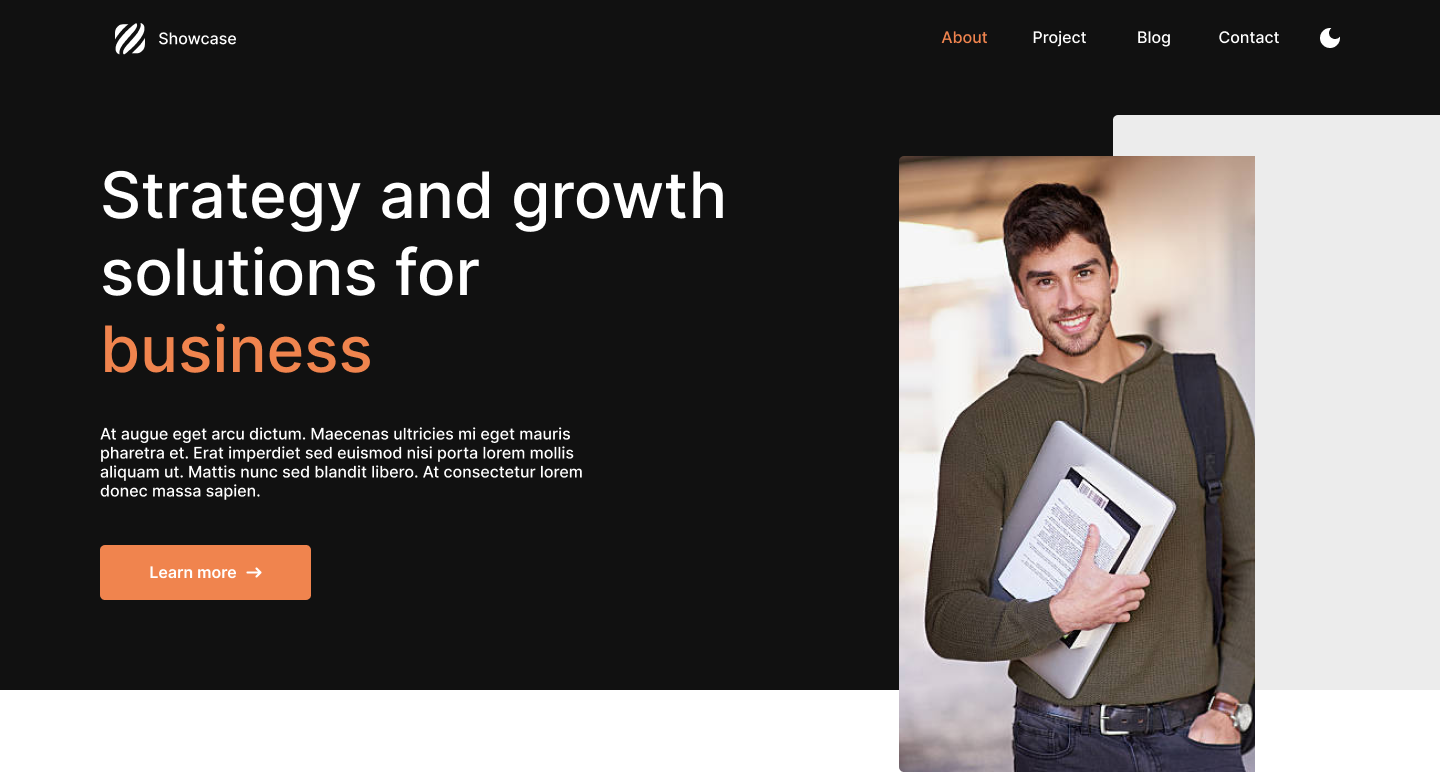 Showcase
About Project Blog Contact
Strategy and growth
solutions for
business
At augue eget arcu dictum. Maecenas ultricies mi eget mauris
pharetra et. Erat imperdiet sed euismod nisi porta lorem mollis
aliquam ut. Mattis nunc sed blandit libero. At consectetur lorem
donec massa sapien.
Learn more →